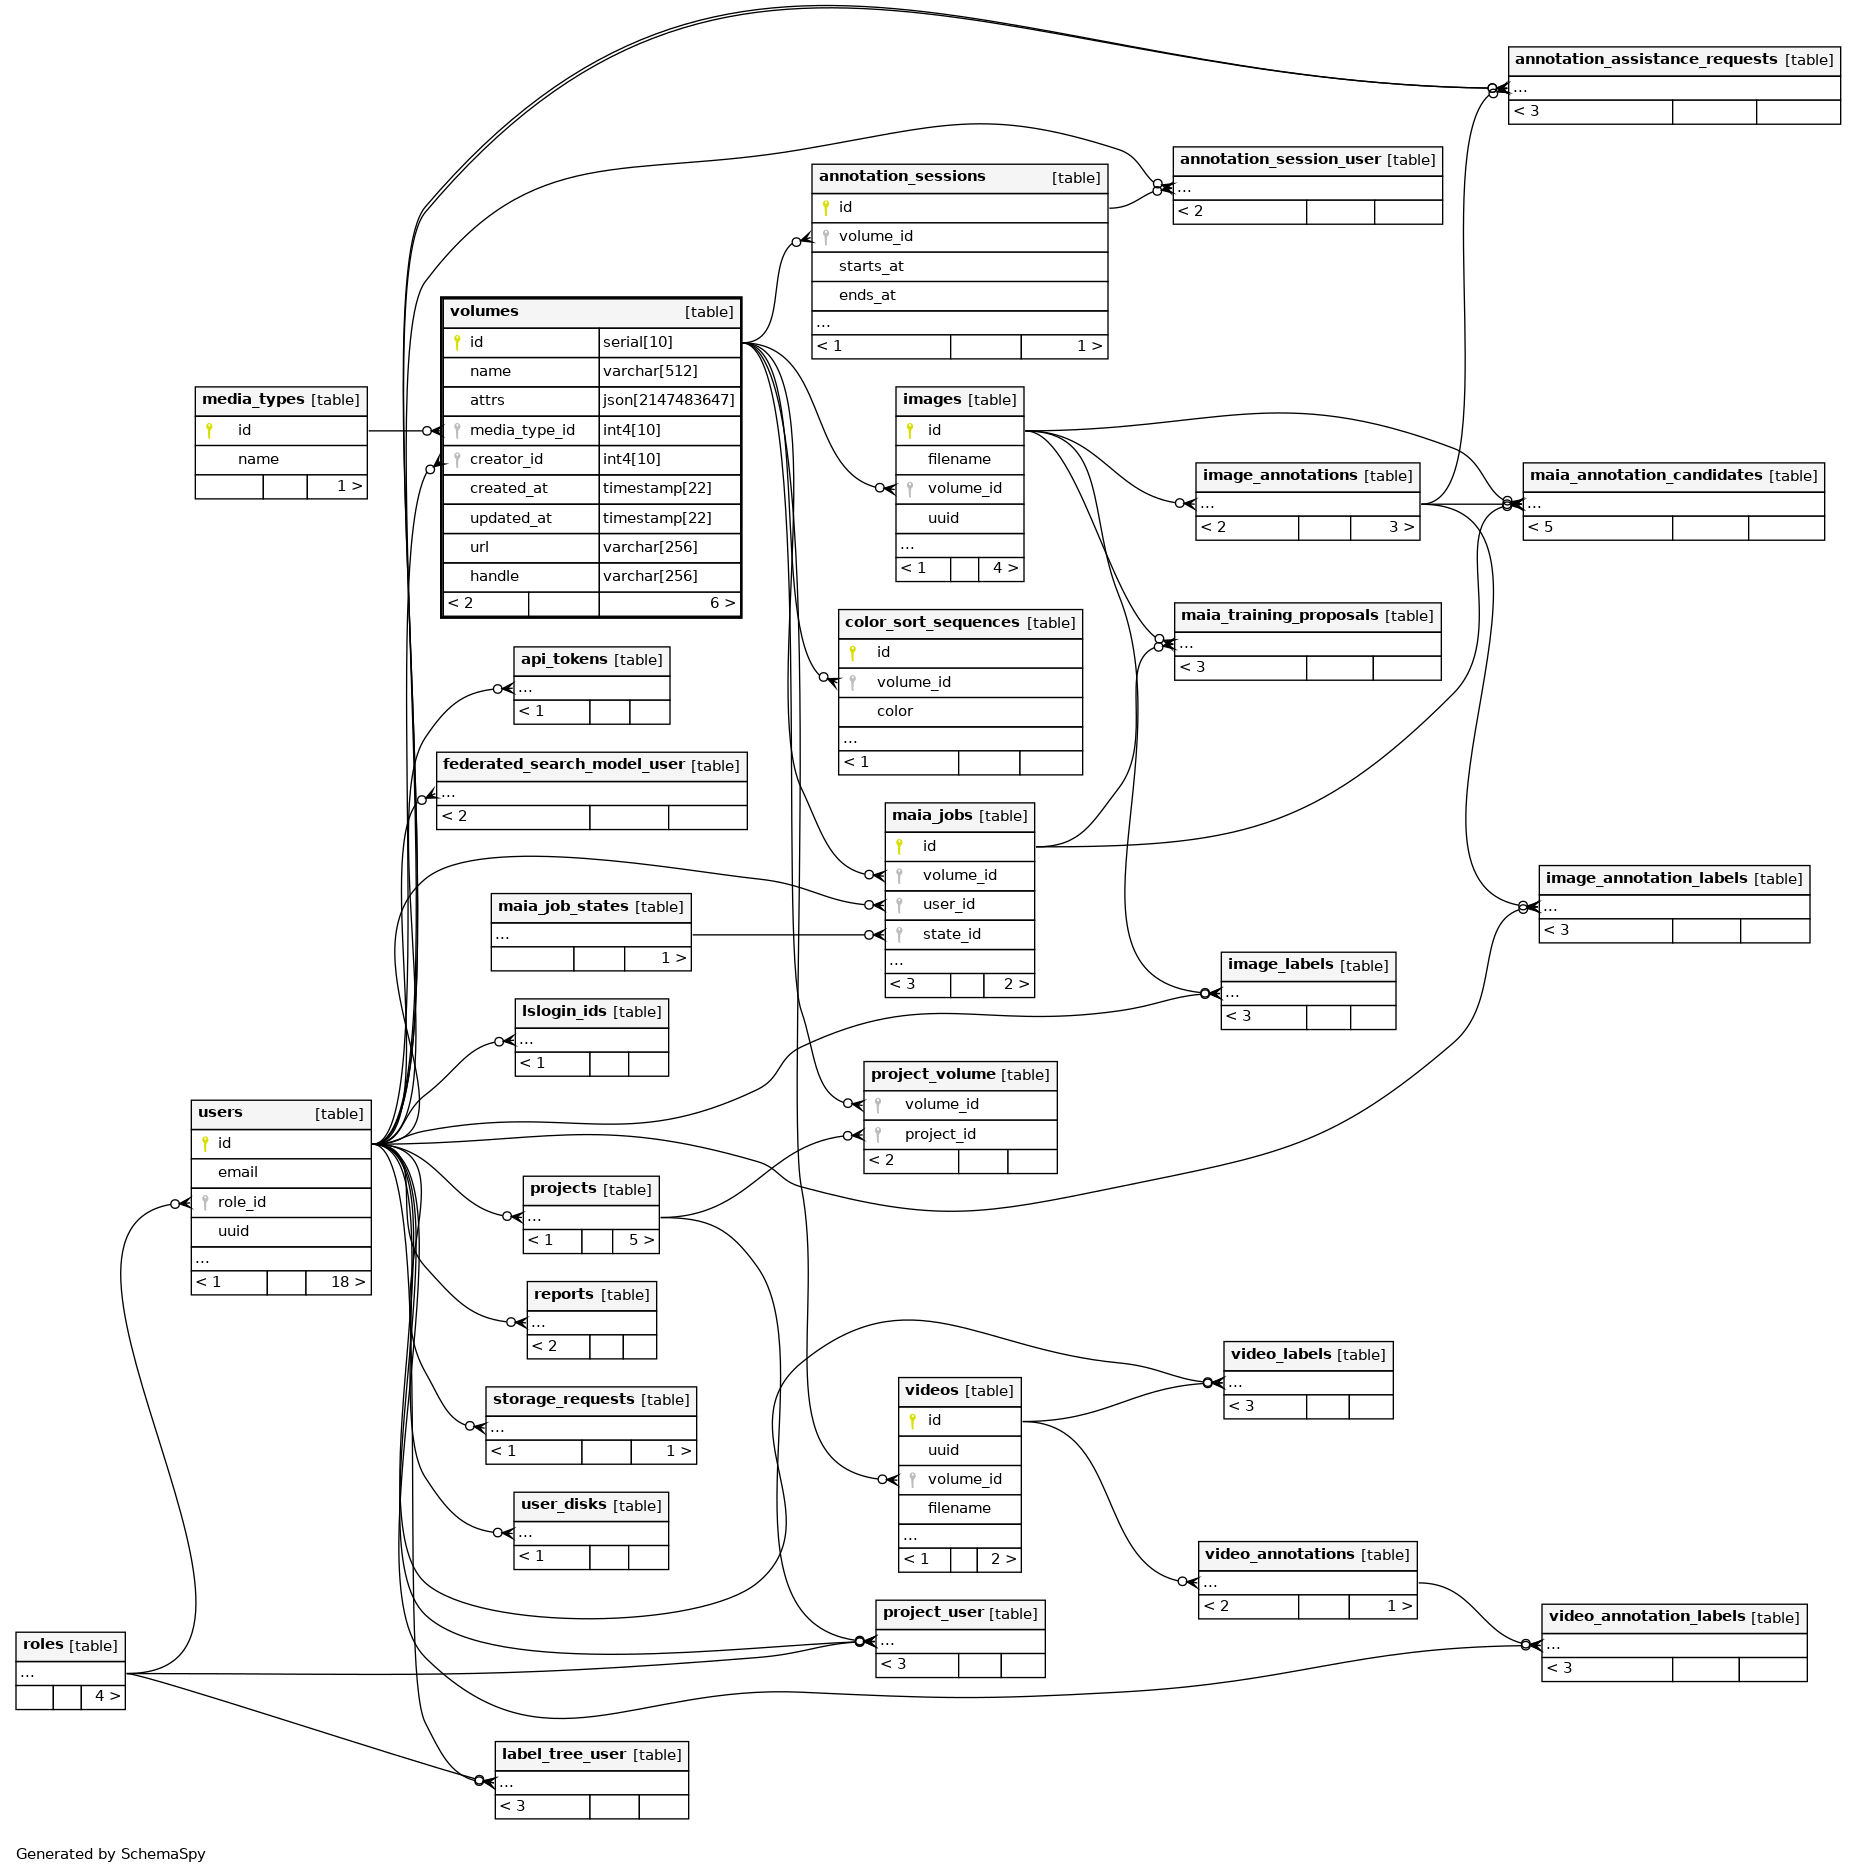 annotation_assistance_requests [table]
...
< 3
annotation_session_user [table]
...
< 2
annotation_sessions [table]
id
volume_id
starts_at
ends_at
...
< 1 1 >
volumes [table]
id serial[10]
name varchar[512]
attrs json[2147483647]
media_type_id int4[10]
creator_id int4[10]
created_at timestamp[22]
updated_at timestamp[22]
url varchar[256]
handle varchar[256]
< 2 6 >
media_types [table]
id
name
1 >
images [table]
id
filename
volume_id
uuid
...
< 1 4 >
image_annotations [table]
...
< 2 3 >
maia_annotation_candidates [table]
...
< 5
color_sort_sequences [table]
id
volume_id
color
...
< 1
maia_training_proposals [table]
...
< 3
api_tokens [table]
...
< 1
federated_search_model_user [table]
...
< 2
maia_jobs [table]
id
volume_id
user_id
state_id
...
< 3 2 >
maia_job_states [table]
...
1 >
image_annotation_labels [table]
...
< 3
image_labels [table]
...
< 3
lslogin_ids [table]
...
< 1
project_volume [table]
volume_id
project_id
< 2
users [table]
id
email
role_id
uuid
...
< 1 18 >
projects [table]
...
< 1 5 >
reports [table]
...
< 2
storage_requests [table]
...
< 1 1 >
user_disks [table]
...
< 1
videos [table]
id
uuid
volume_id
filename
...
< 1 2 >
video_labels [table]
...
< 3
video_annotations [table]
...
< 2 1 >
video_annotation_labels [table]
...
< 3
project_user [table]
...
< 3
roles [table]
...
4 >
label_tree_user [table]
...
< 3
Generated by SchemaSpy